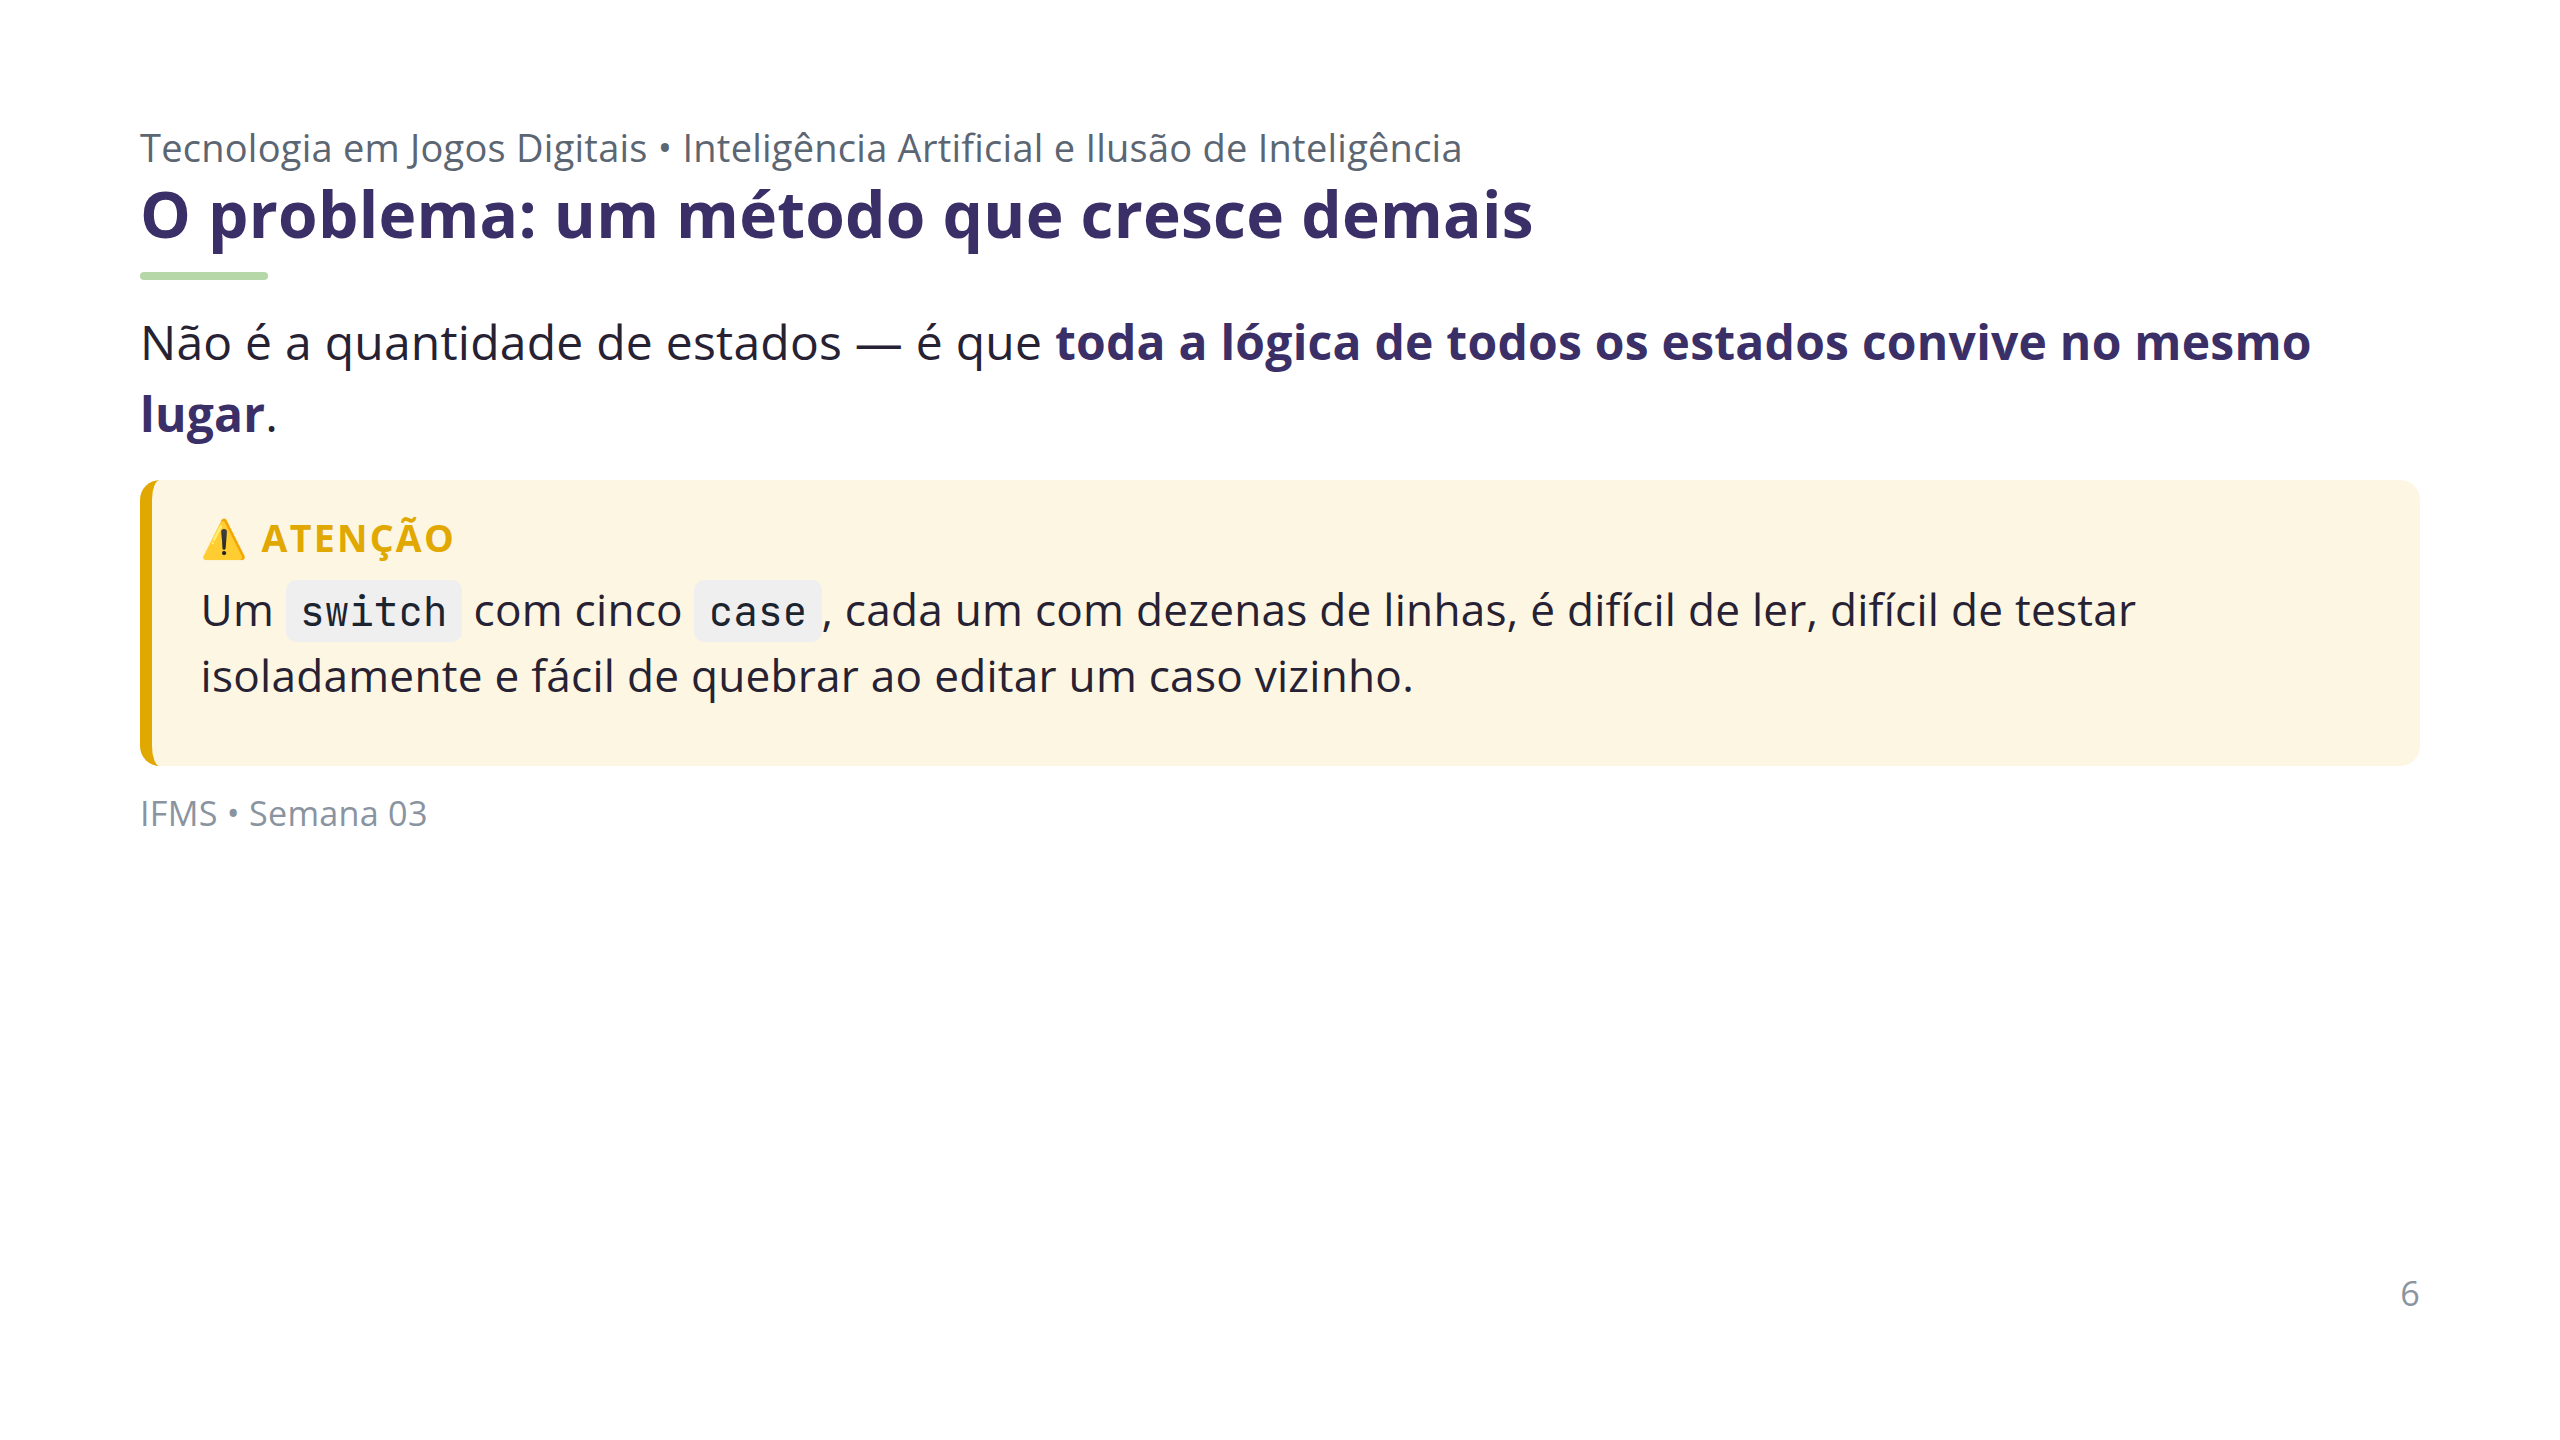 Tecnologia em Jogos Digitais • Inteligência Artificial e Ilusão de Inteligência
O problema: um método que cresce demais
Não é a quantidade de estados — é que toda a lógica de todos os estados convive no mesmo
lugar.
⚠️ ATENÇÃO
Um switch com cinco case, cada um com dezenas de linhas, é difícil de ler, difícil de testar
isoladamente e fácil de quebrar ao editar um caso vizinho.
IFMS • Semana 03
6